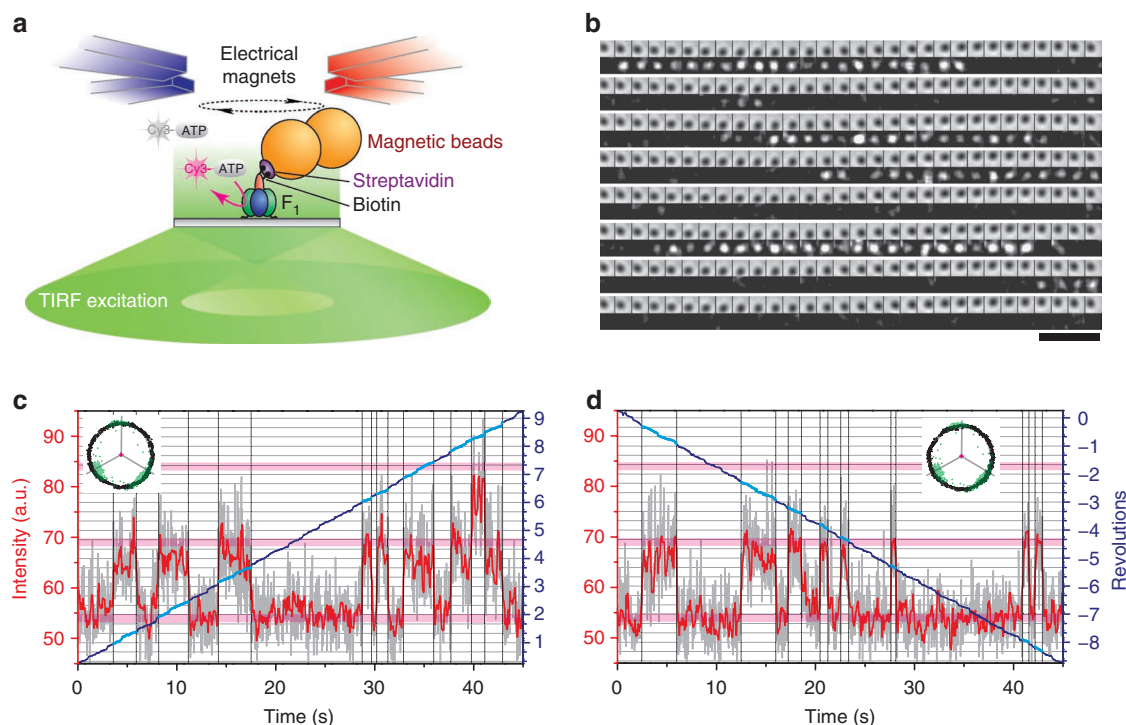 a
Electrical
magnets
Cy3 ATP
Magnetic beads
Cy3 ATP
Streptavidin
Biotin
F1
TIRF excitation
b
c
Intensity (a.u.)
90
80
70
60
50
0
10
20
30
40
Time (s)
9
8
7
6
5
4
3
2
1
d
90
80
70
60
50
0
10
20
30
40
Time (s)
0
−1
−2
−3
−4
−5
−6
−7
−8
Revolutions